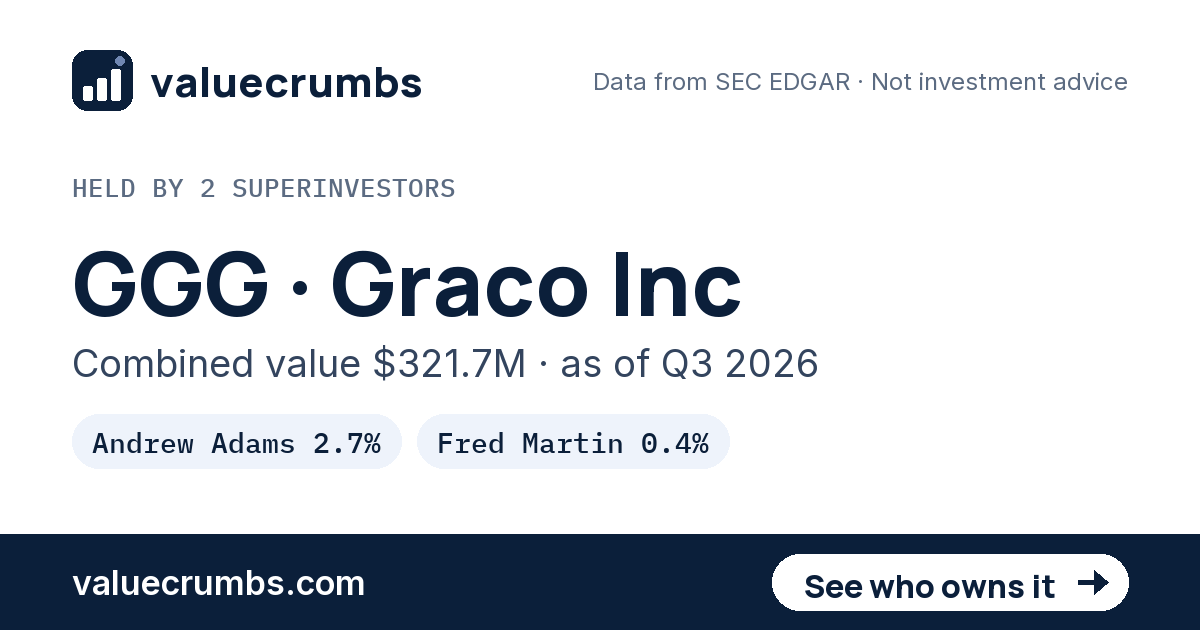 valuecrumbs
Data from SEC EDGAR · Not investment advice
HELD BY 2 SUPERINVESTORS
GGG · Graco Inc
Combined value $321.7M · as of Q3 2026
Andrew Adams 2.7%
Fred Martin 0.4%
valuecrumbs.com
See who owns it →